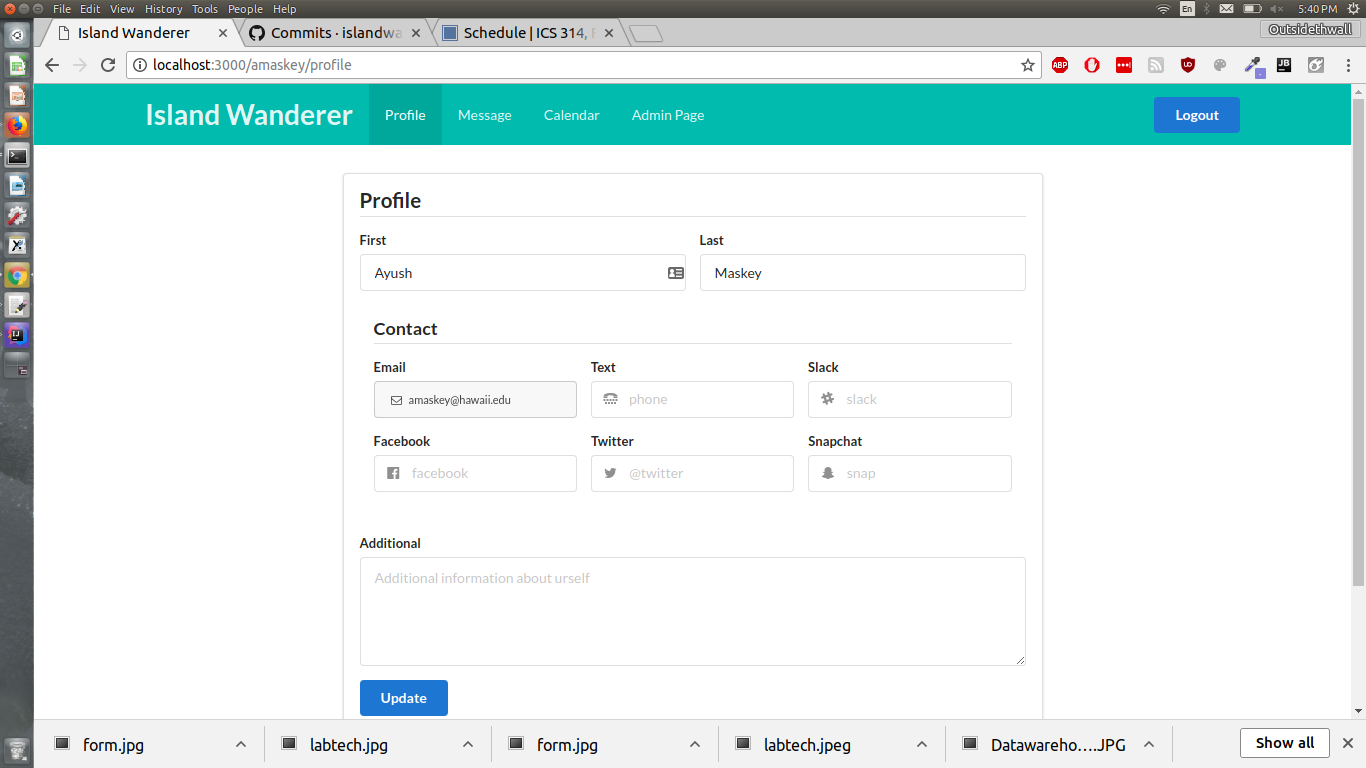 File Edit View History Tools People Help
En 5:40 PM
Island Wanderer
Commits · islandwa
Schedule | ICS 314,
Outsidethwall
localhost:3000/amaskey/profile
ABP
JB
Island Wanderer Profile Message Calendar Admin Page Logout
Profile
First Last
Ayush Maskey
Contact
Email Text Slack
amaskey@hawaii.edu phone slack
Facebook Twitter Snapchat
facebook @twitter snap
Additional
Additional information about urself
Update
form.jpg labtech.jpg form.jpg labtech.jpeg Datawareho....JPG Show all